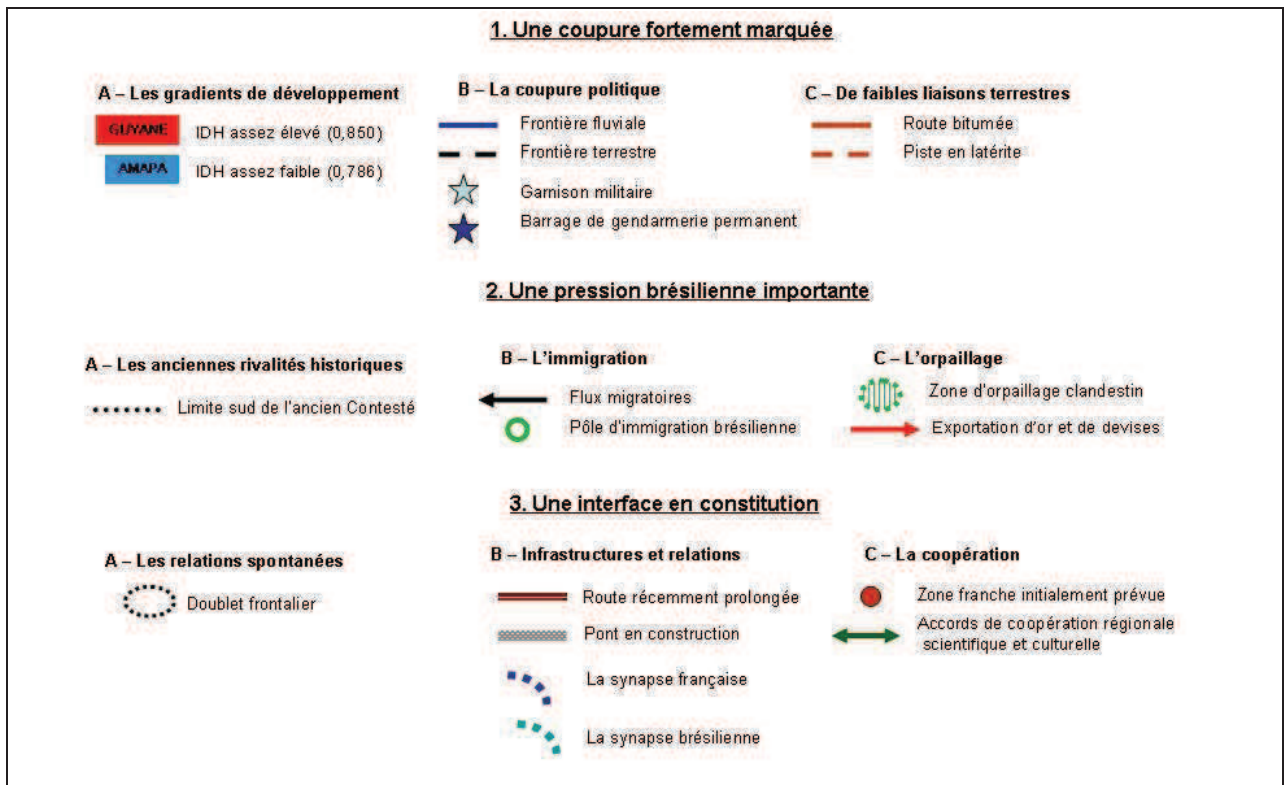 1. Une coupure fortement marquée
A – Les gradients de développement
GUYANE IDH assez élevé (0,850)
AMAPA IDH assez faible (0,786)
B – La coupure politique
Frontière fluviale
Frontière terrestre
Garnison militaire
Barrage de gendarmerie permanent
C – De faibles liaisons terrestres
Route bitumée
Piste en latérite
2. Une pression brésilienne importante
A – Les anciennes rivalités historiques
Limite sud de l'ancien Contesté
B – L'immigration
Flux migratoires
Pôle d'immigration brésilienne
C – L'orpaillage
Zone d'orpaillage clandestin
Exportation d'or et de devises
3. Une interface en constitution
A – Les relations spontanées
Doublet frontalier
B – Infrastructures et relations
Route récemment prolongée
Pont en construction
La synapse française
La synapse brésilienne
C – La coopération
Zone franche initialement prévue
Accords de coopération régionale
scientifique et culturelle